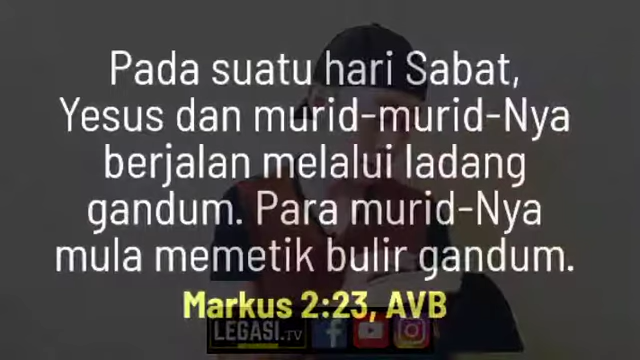 Pada suatu hari Sabat,
Yesus dan murid-murid-Nya
berjalan melalui ladang
gandum. Para murid-Nya
mula memetik bulir gandum.
Markus 2:23, AVB
LEGASI.TV